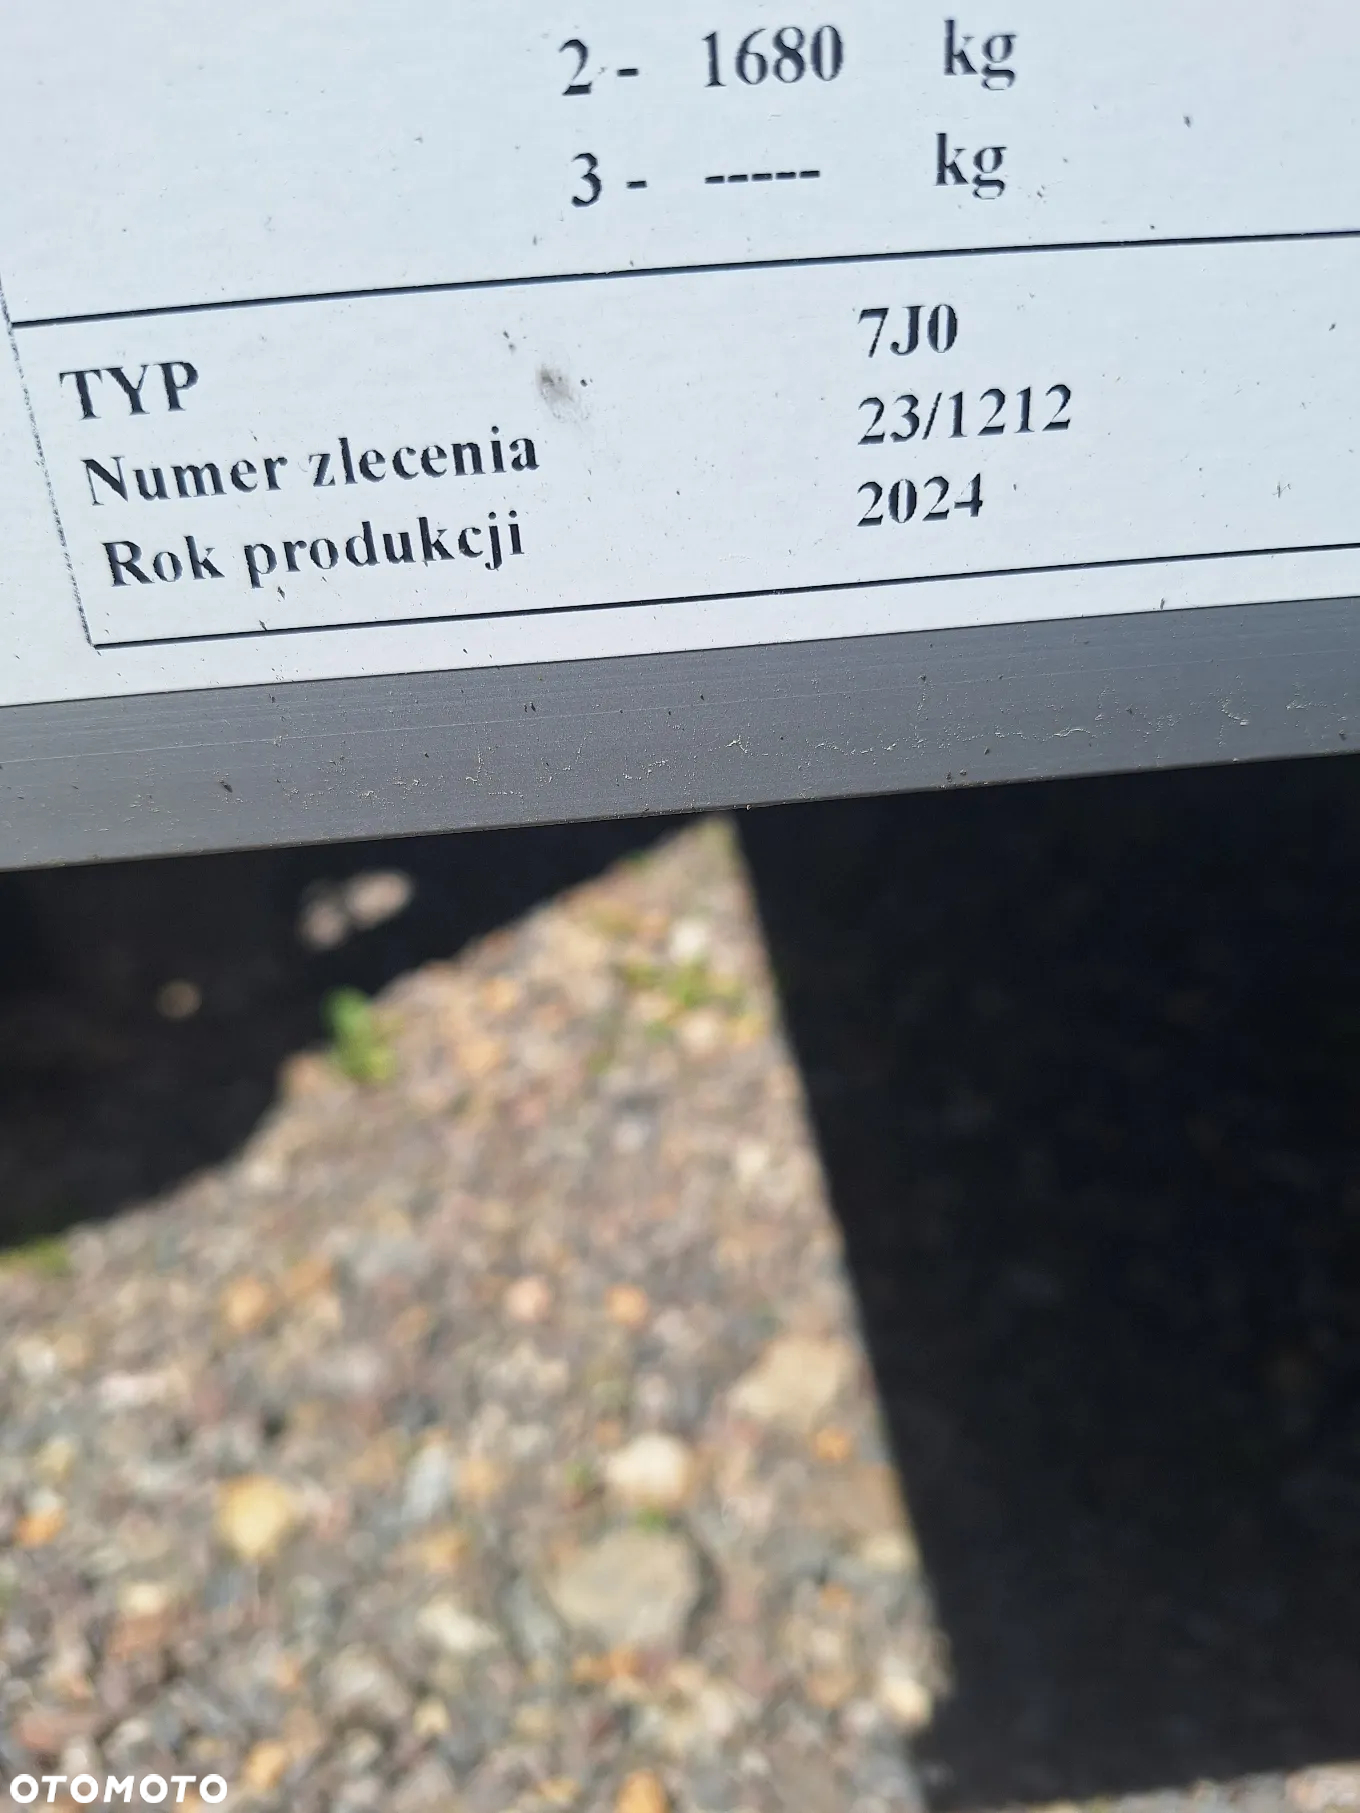 2 - 1680 kg
3 - ----- kg
TYP 7J0
Numer zlecenia 23/1212
Rok produkcji 2024
OTOMOTO